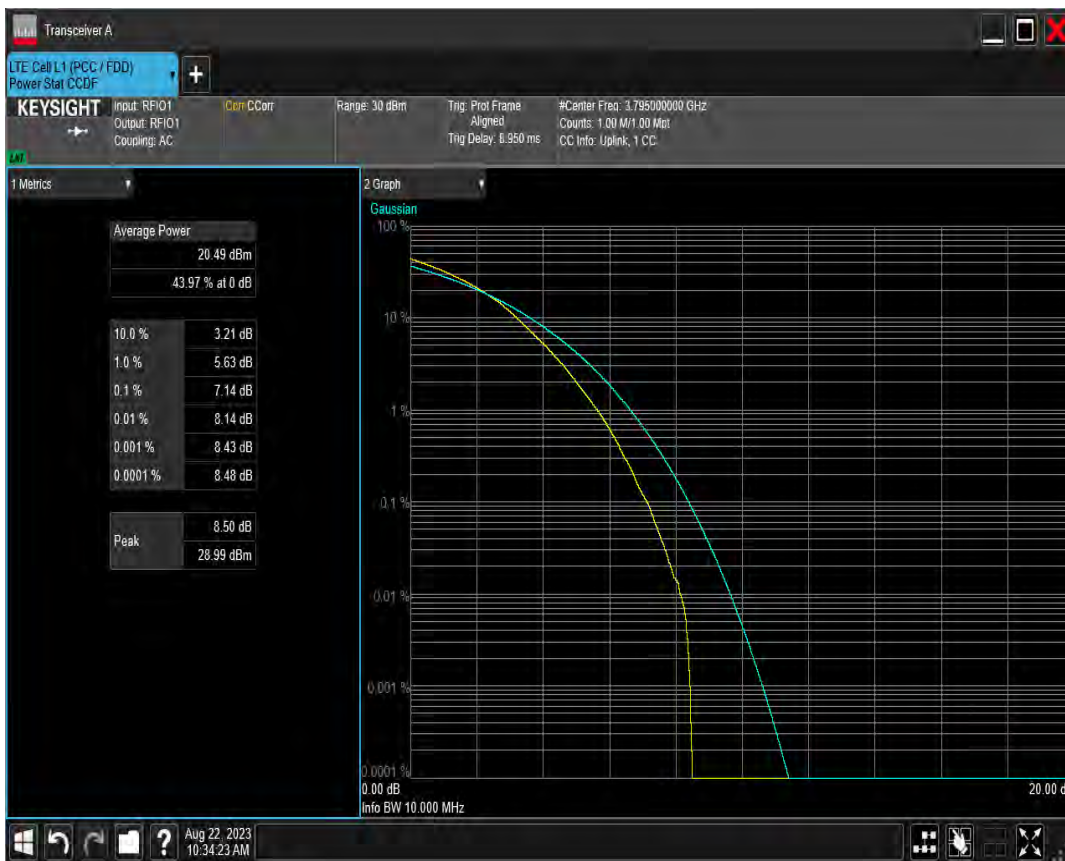 Transceiver A
LTE Cell L1 (PCC / FDD)
Power Stat CCDF
+
KEYSIGHT
Input: RFIO1
Output: RFIO1
Coupling: AC
Corr CCorr
Range: 30 dBm
Trig: Prot Frame
Aligned
Trig Delay: 6.950 ms
#Center Freq: 3.795000000 GHz
Counts: 1.00 M/1.00 Mpt
CC Info: Uplink, 1 CC
1 Metrics
Average Power
20.49 dBm
43.97 % at 0 dB
10.0 % 3.21 dB
1.0 % 5.63 dB
0.1 % 7.14 dB
0.01 % 8.14 dB
0.001 % 8.43 dB
0.0001 % 8.48 dB
Peak
8.50 dB
28.99 dBm
2 Graph
Gaussian
100 %
10 %
1 %
0.1 %
0.01 %
0.001 %
0.0001 %
0.00 dB
20.00 d
Info BW 10.000 MHz
?
Aug 22, 2023
10:34:23 AM